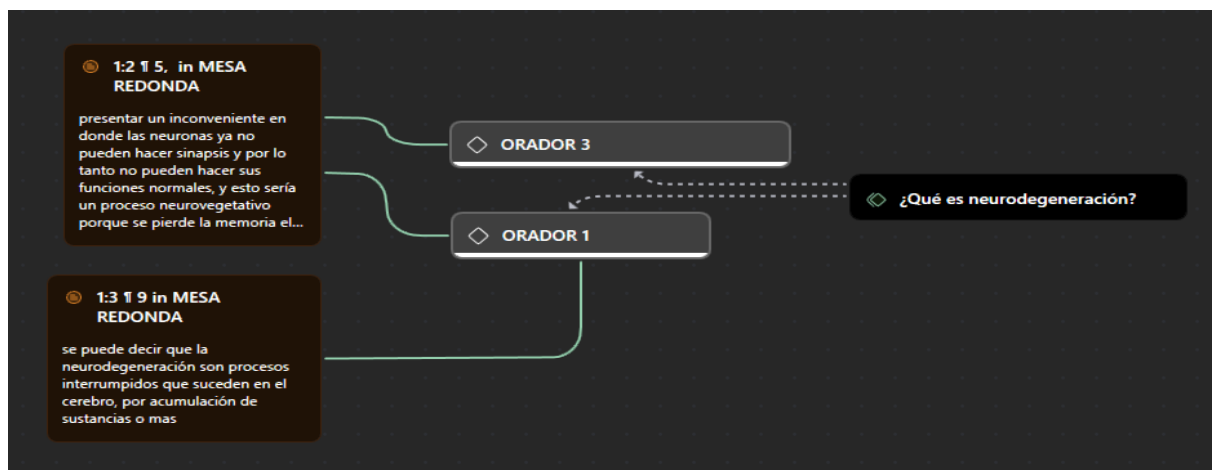 1:2 ¶ 5, in MESA
REDONDA
presentar un inconveniente en
donde las neuronas ya no
pueden hacer sinapsis y por lo
tanto no pueden hacer sus
funciones normales, y esto sería
un proceso neurovegetativo
porque se pierde la memoria el...
ORADOR 3
¿Qué es neurodegeneración?
ORADOR 1
1:3 ¶ 9 in MESA
REDONDA
se puede decir que la
neurodegeneración son procesos
interrumpidos que suceden en el
cerebro, por acumulación de
sustancias o mas